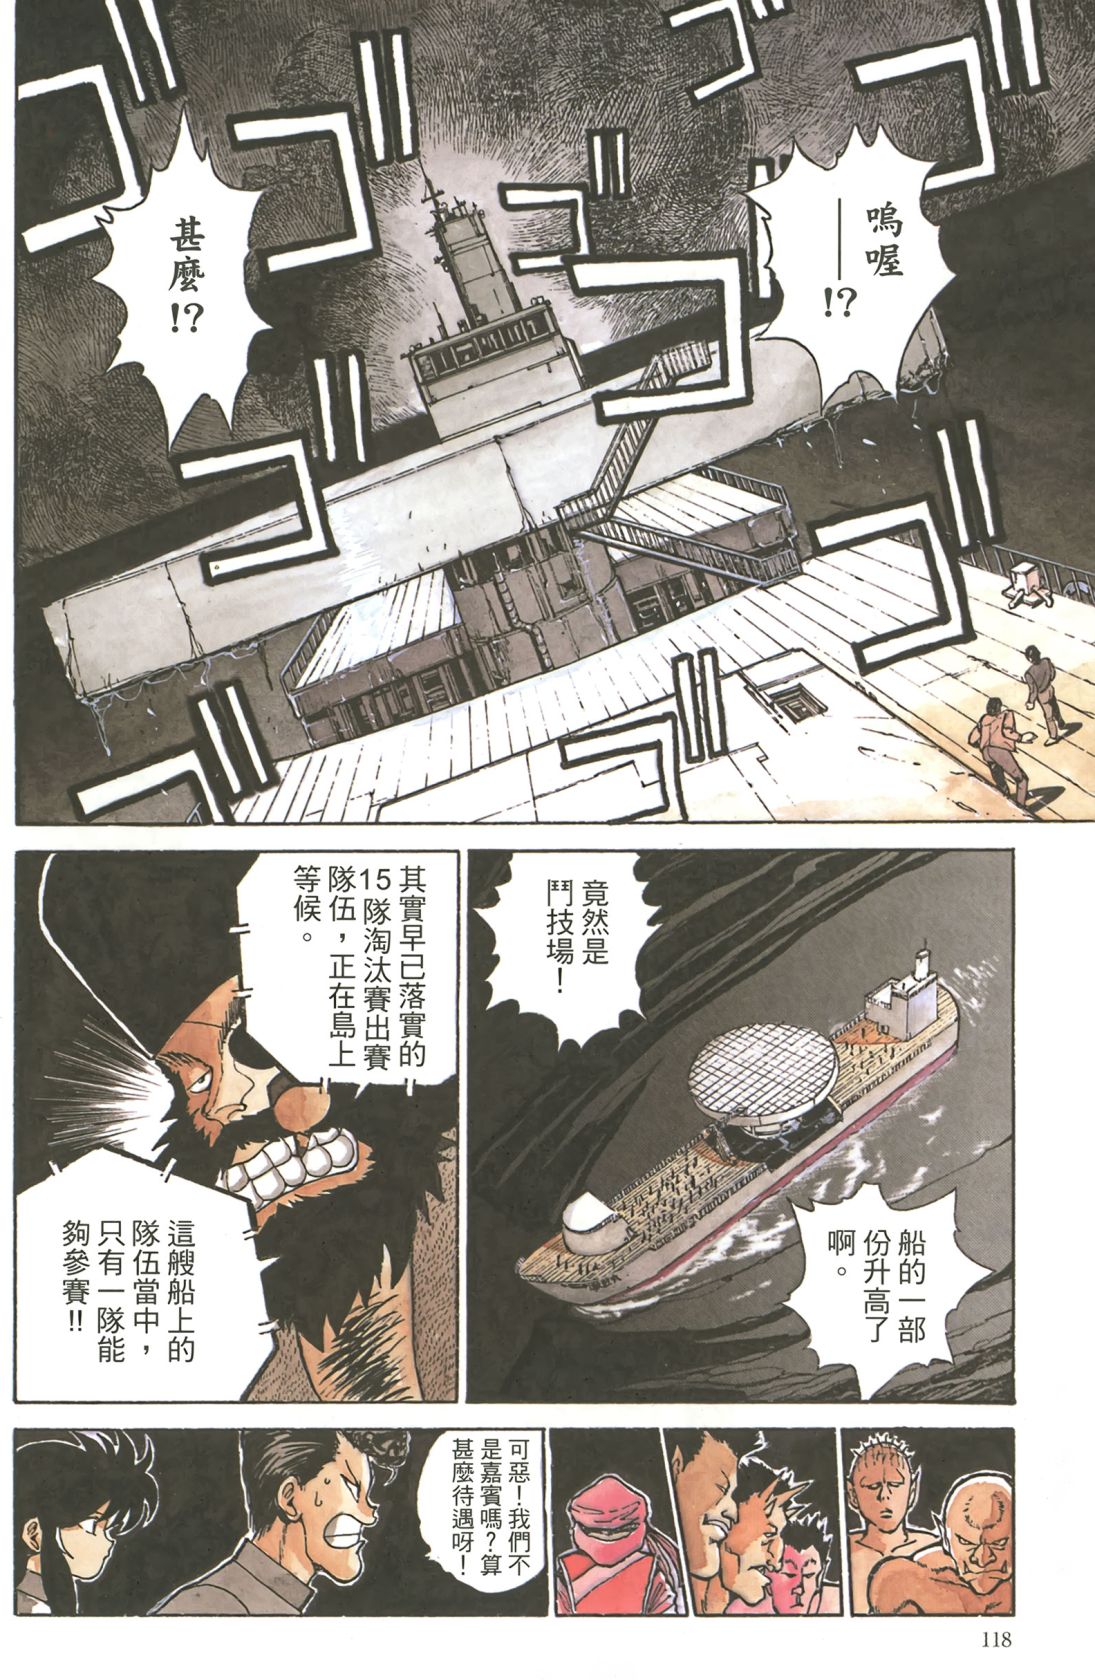 嗚喔
——
!?
甚麼
!?
ゴゴゴゴゴゴゴゴゴ
竟然是
鬥技場！
船的一部
份升高了
啊。
其實早已落實的
15隊淘汰賽出賽
隊伍，正在島上
等候。
這艘船上的
隊伍當中，
只有一隊能
夠參賽!!
可惡！我們不
是嘉賓嗎？算
甚麼待遇呀！
118